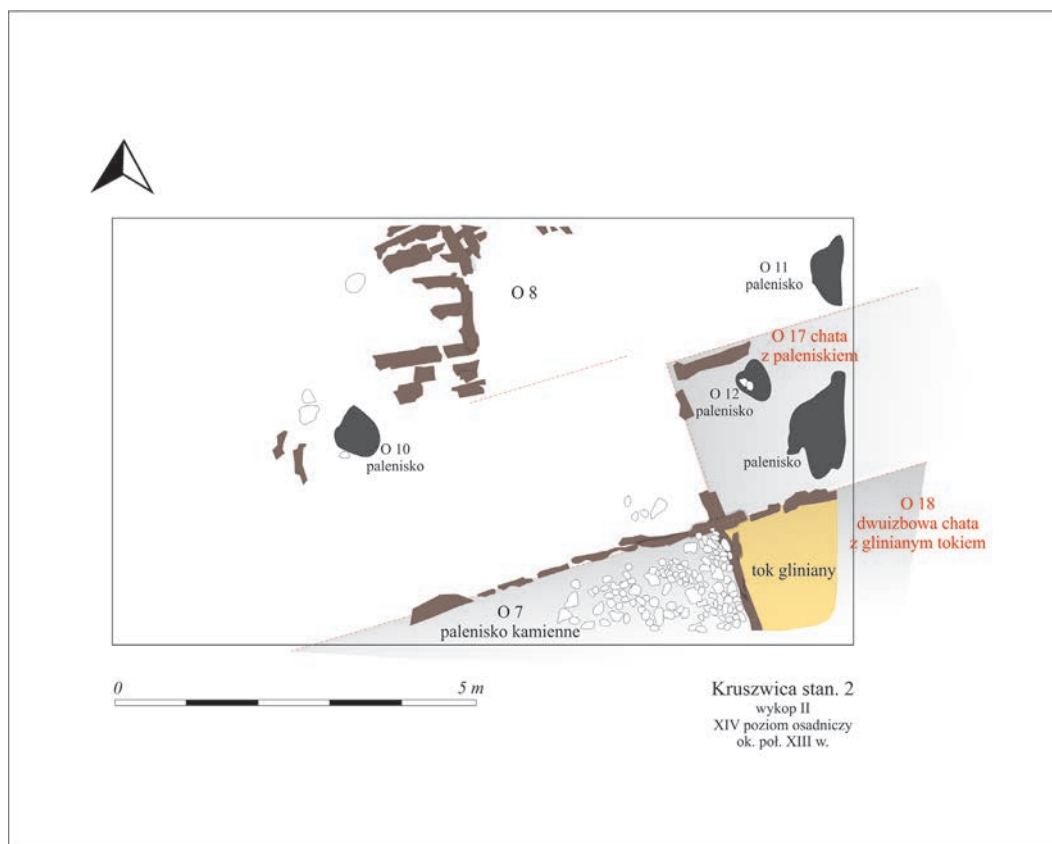 O 8
O 11
palenisko
O 17 chata
z paleniskiem
O 12
palenisko
O 10
palenisko
palenisko
O 18
dwuizbowa chata
z glinianym tokiem
tok gliniany
O 7
palenisko kamienne
0
5 m
Kruszwica stan. 2
wykop II
XIV poziom osadniczy
ok. poł. XIII w.